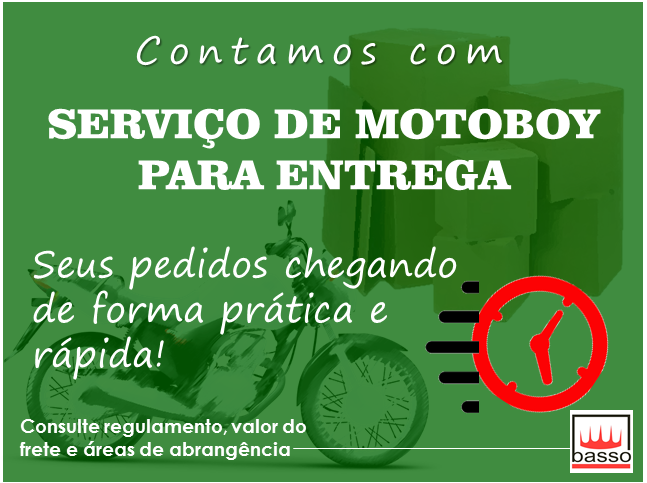 Contamos com
SERVIÇO DE MOTOBOY
PARA ENTREGA
Seus pedidos chegando
de forma prática e
rápida!
Consulte regulamento, valor do
frete e áreas de abrangência
basso